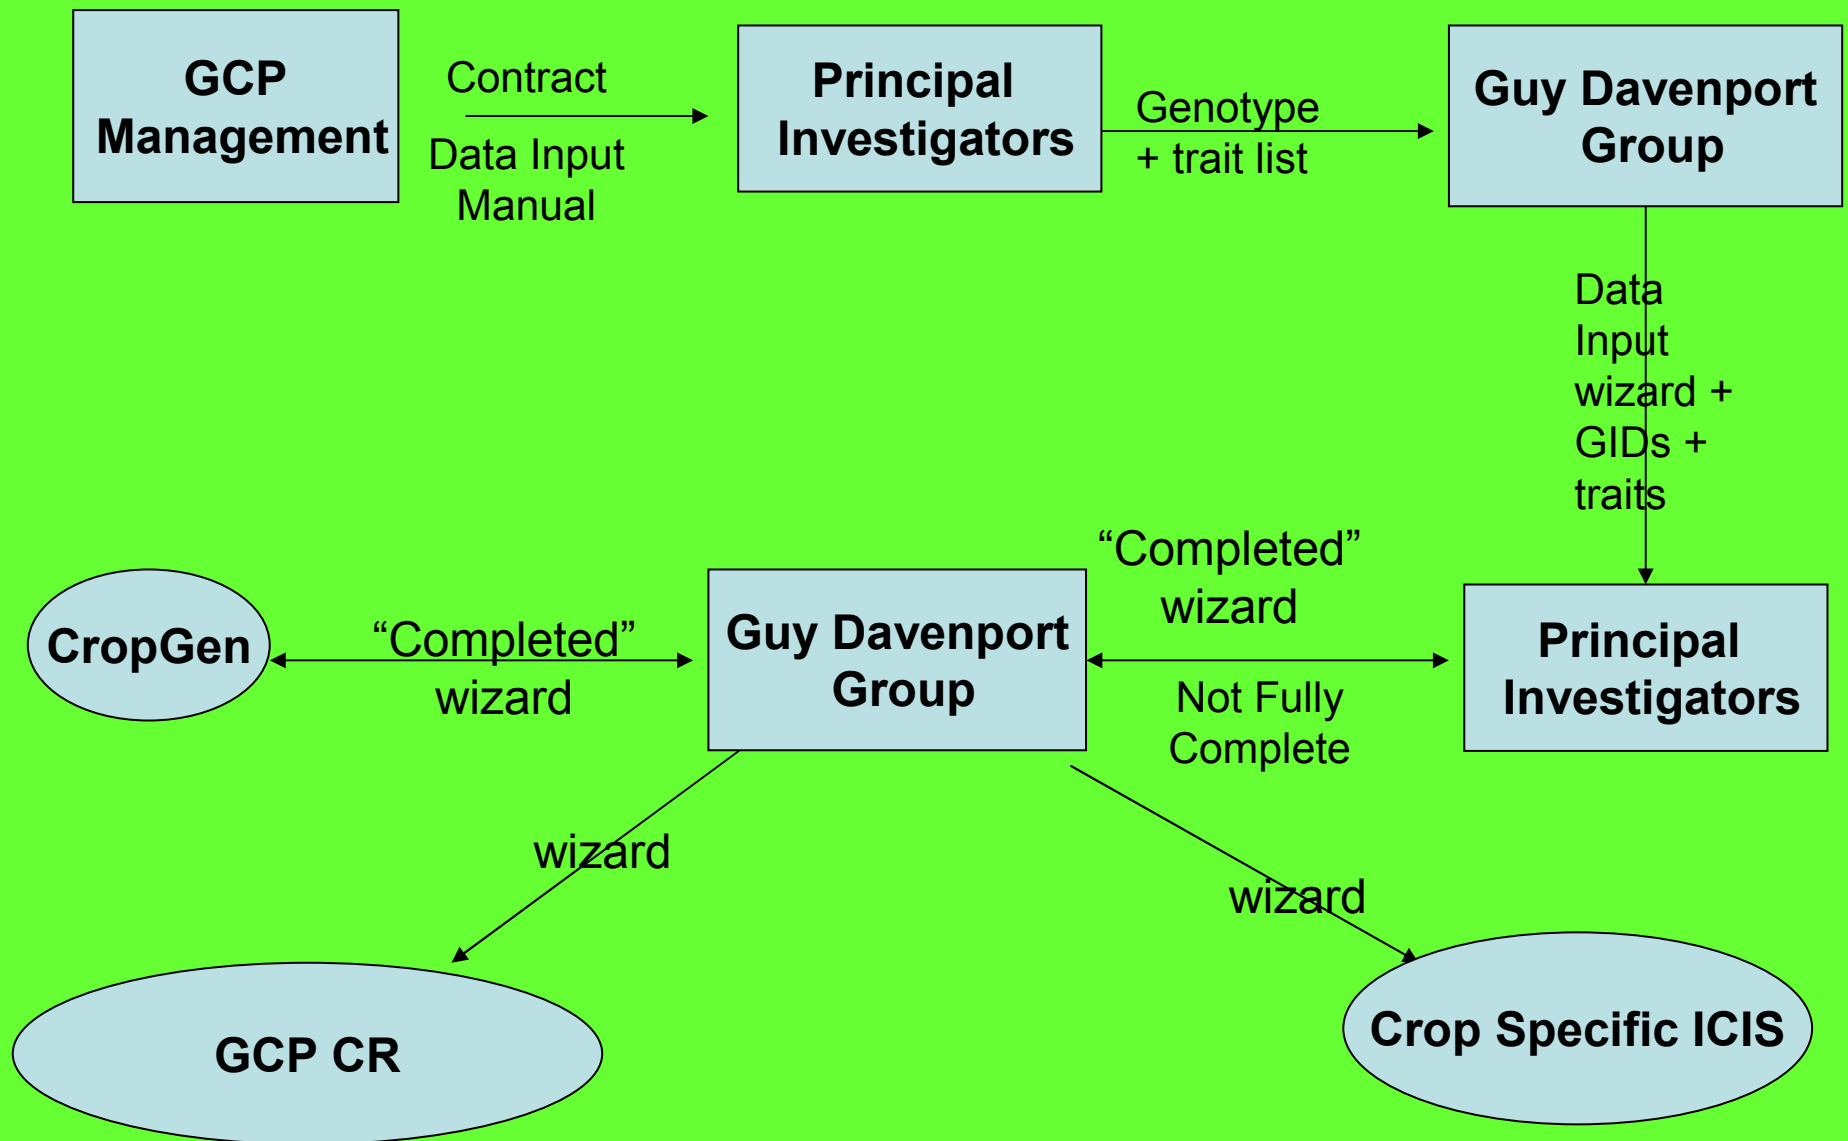 GCP
Management
Contract
Data Input
Manual
Principal
Investigators
Genotype
+ trait list
Guy Davenport
Group
Data
Input
wizard +
GIDs +
traits
CropGen
“Completed”
wizard
Guy Davenport
Group
“Completed”
wizard
Not Fully
Complete
Principal
Investigators
wizard
wizard
GCP CR
Crop Specific ICIS